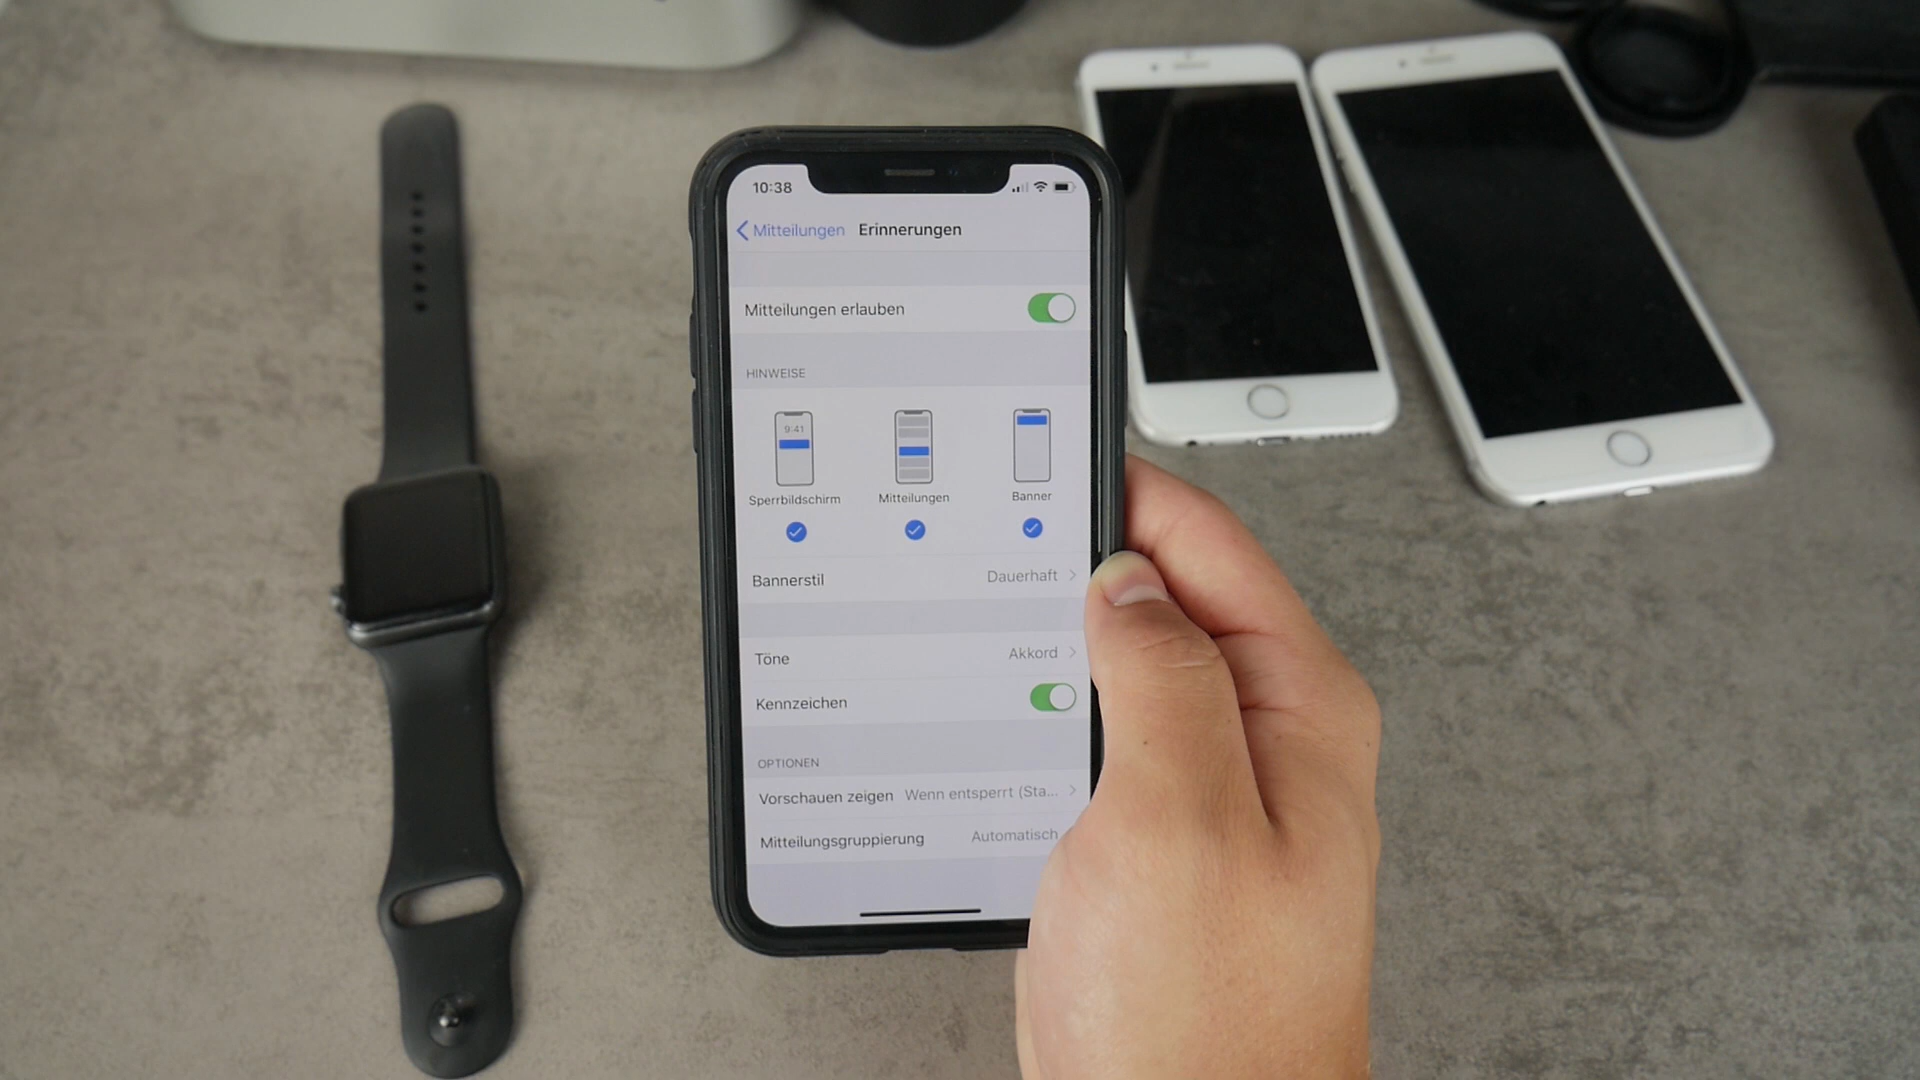 10:38
Mitteilungen Erinnerungen
Mitteilungen erlauben
HINWEISE
9:41
Sperrbildschirm Mitteilungen Banner
Bannerstil Dauerhaft
Töne Akkord
Kennzeichen
OPTIONEN
Vorschauen zeigen Wenn entsperrt (Sta...
Mitteilungsgruppierung Automatisch